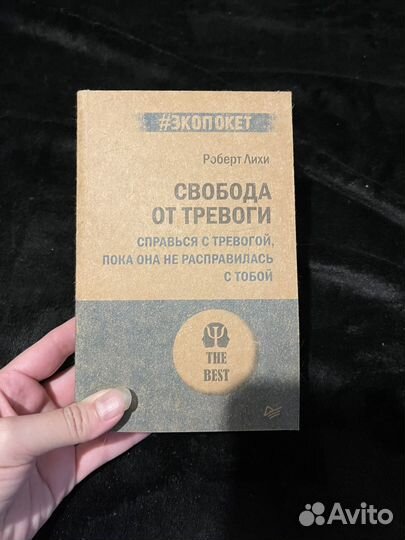 #ЭКОПОКЕТ
Роберт Лихи
СВОБОДА
ОТ ТРЕВОГИ
СПРАВЬСЯ С ТРЕВОГОЙ,
ПОКА ОНА НЕ РАСПРАВИЛАСЬ
С ТОБОЙ
THE
BEST
Avito